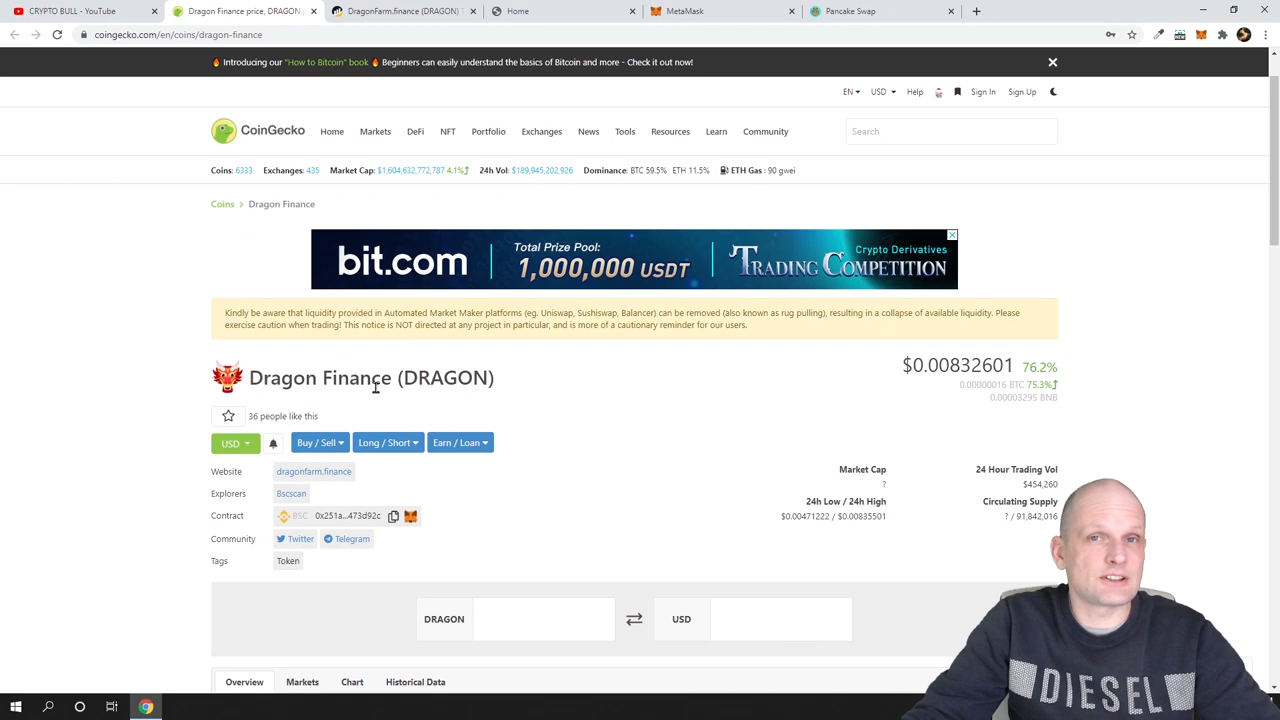 CRYPTO BULL - YouTube
Dragon Finance price, DRAGON
DragonFarm.finance (DRAGON) T
Home
MetaMask
Pancake Swap
coingecko.com/en/coins/dragon-finance
Introducing our "How to Bitcoin" book Beginners can easily understand the basics of Bitcoin and more - Check it out now!
EN USD Help Sign In Sign Up
CoinGecko Home Markets DeFi NFT Portfolio Exchanges News Tools Resources Learn Community Search
Coins: 6333 Exchanges: 435 Market Cap: $1,604,632,772,787 4.1% 24h Vol: $189,945,202,926 Dominance: BTC 59.5% ETH 11.5% ETH Gas : 90 gwei
Coins > Dragon Finance
bit.com
Total Prize Pool:
1,000,000 USDT
Crypto Derivatives
TRADING COMPETITION
Kindly be aware that liquidity provided in Automated Market Maker platforms (eg. Uniswap, Sushiswap, Balancer) can be removed (also known as rug pulling), resulting in a collapse of available liquidity. Please
exercise caution when trading! This notice is NOT directed at any project in particular, and is more of a cautionary reminder for our users.
Dragon Finance (DRAGON)
$0.00832601 76.2%
0.00000016 BTC 75.3%
0.00003295 BNB
36 people like this
USD Buy / Sell Long / Short Earn / Loan
Website dragonfarm.finance
Explorers Bscscan
Contract BSC 0x251a...473d92c
Community Twitter Telegram
Tags Token
Market Cap
?
24 Hour Trading Vol
$454,260
24h Low / 24h High
$0.00471222 / $0.00835501
Circulating Supply
? / 91,842,016
DRAGON USD
Overview Markets Chart Historical Data
DIESEL